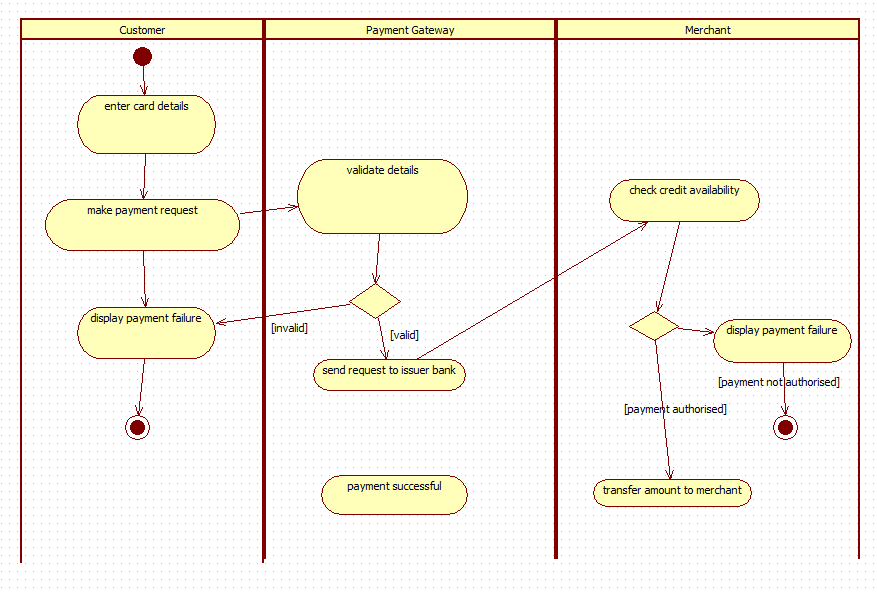 Customer
Payment Gateway
Merchant
enter card details
make payment request
validate details
check credit availability
display payment failure
[invalid]
[valid]
send request to issuer bank
display payment failure
[payment not authorised]
[payment authorised]
payment successful
transfer amount to merchant